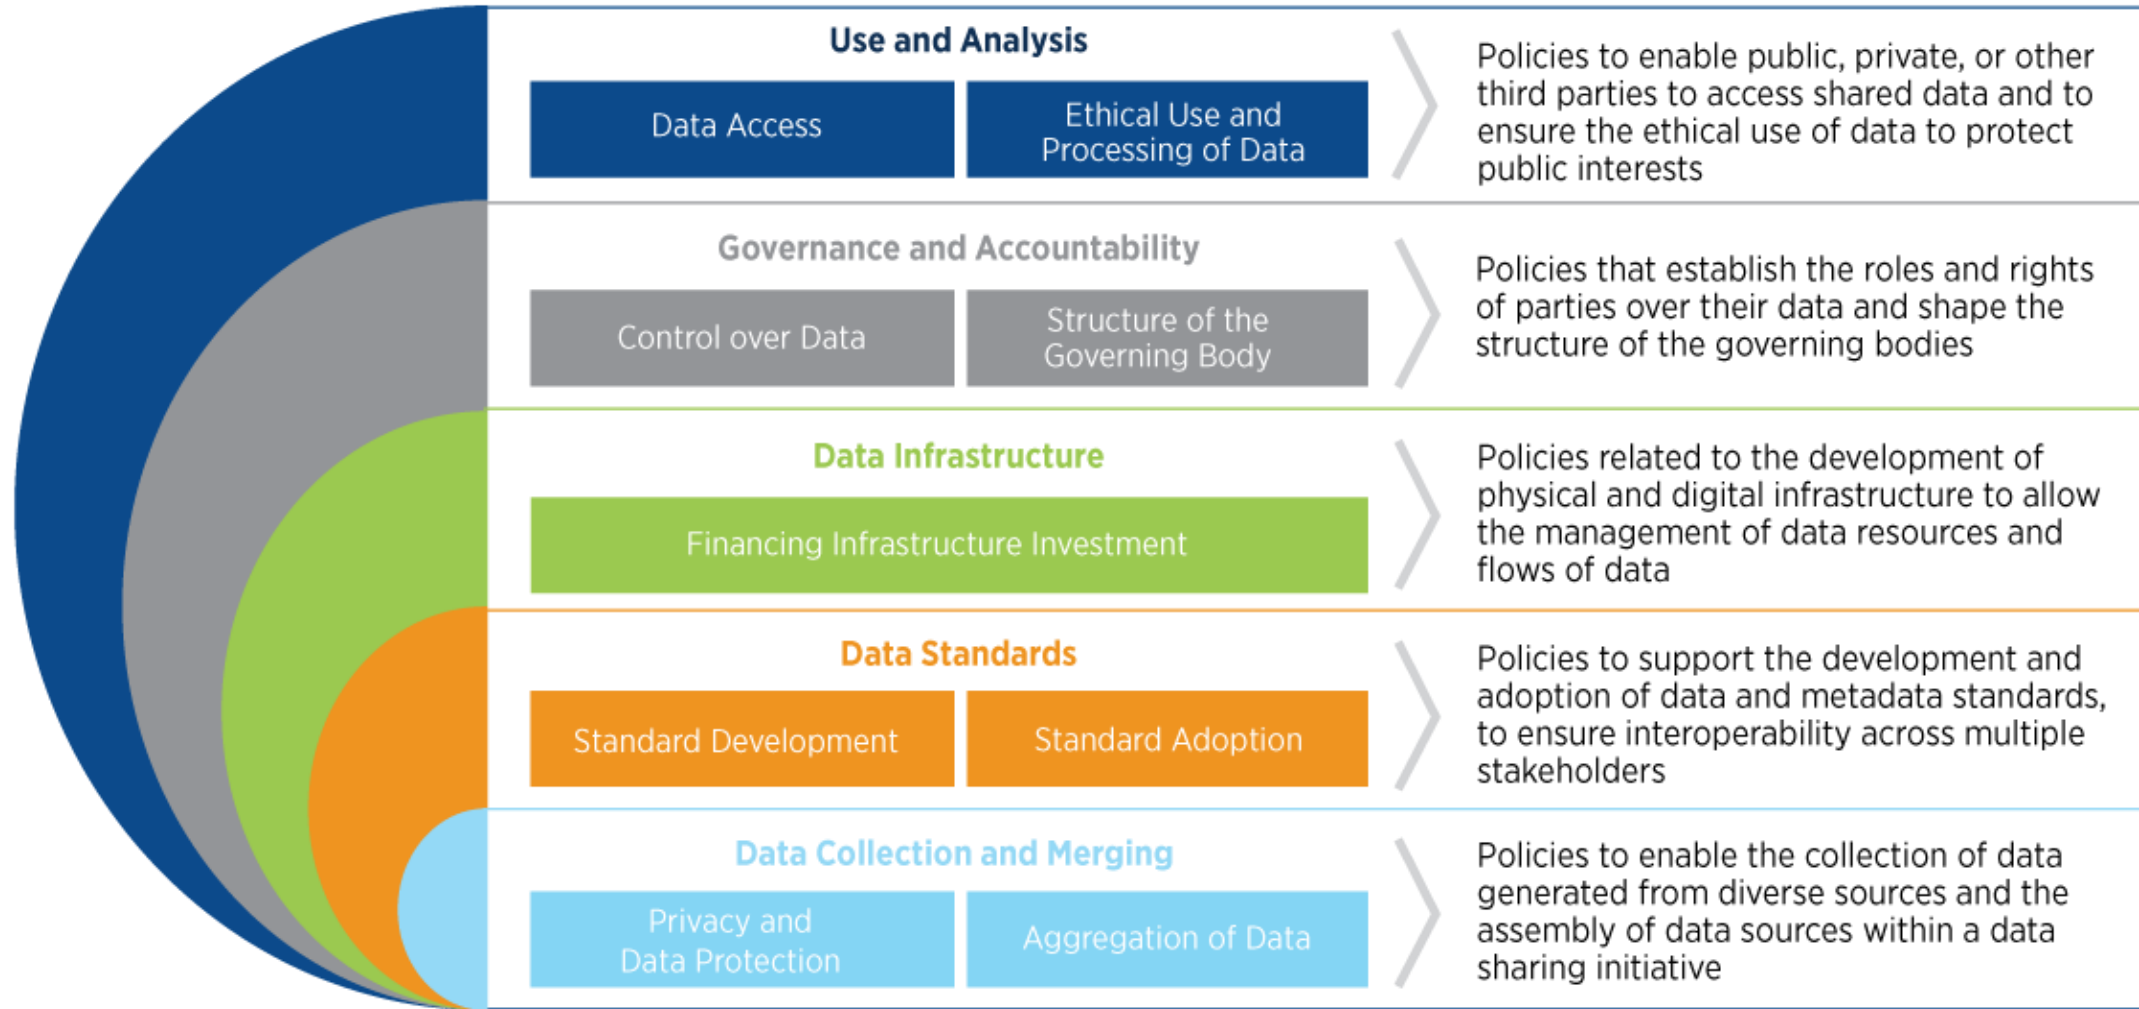 Use and Analysis
Data Access
Ethical Use and
Processing of Data
Policies to enable public, private, or other
third parties to access shared data and to
ensure the ethical use of data to protect
public interests
Governance and Accountability
Control over Data
Structure of the
Governing Body
Policies that establish the roles and rights
of parties over their data and shape the
structure of the governing bodies
Data Infrastructure
Financing Infrastructure Investment
Policies related to the development of
physical and digital infrastructure to allow
the management of data resources and
flows of data
Data Standards
Standard Development
Standard Adoption
Policies to support the development and
adoption of data and metadata standards,
to ensure interoperability across multiple
stakeholders
Data Collection and Merging
Privacy and
Data Protection
Aggregation of Data
Policies to enable the collection of data
generated from diverse sources and the
assembly of data sources within a data
sharing initiative